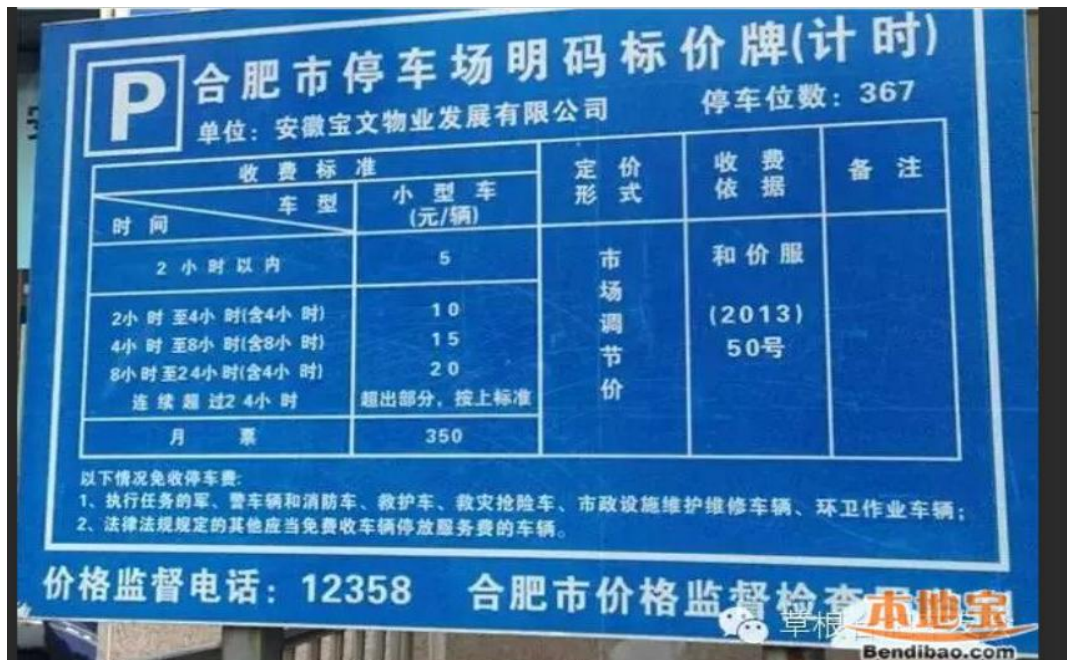 P
合肥市停车场明码标价牌(计时)
单位：安徽宝文物业发展有限公司 停车位数：367
收费标准 定价形式 收费依据 备注
车型 小型车(元/辆)
时间
2小时以内 5
2小时至4小时(含4小时) 10
4小时至8小时(含8小时) 15
8小时至24小时(含4小时) 20
连续超过24小时 超出部分，按上标准
月票 350
市场调节价
和价服
(2013)
50号
以下情况免收停车费:
1、执行任务的军、警车辆和消防车、救护车、救灾抢险车、市政设施维护维修车辆、环卫作业车辆；
2、法律法规规定的其他应当免费收车辆停放服务费的车辆。
价格监督电话：12358 合肥市价格监督检查
草根
本地宝
Bendibao.com